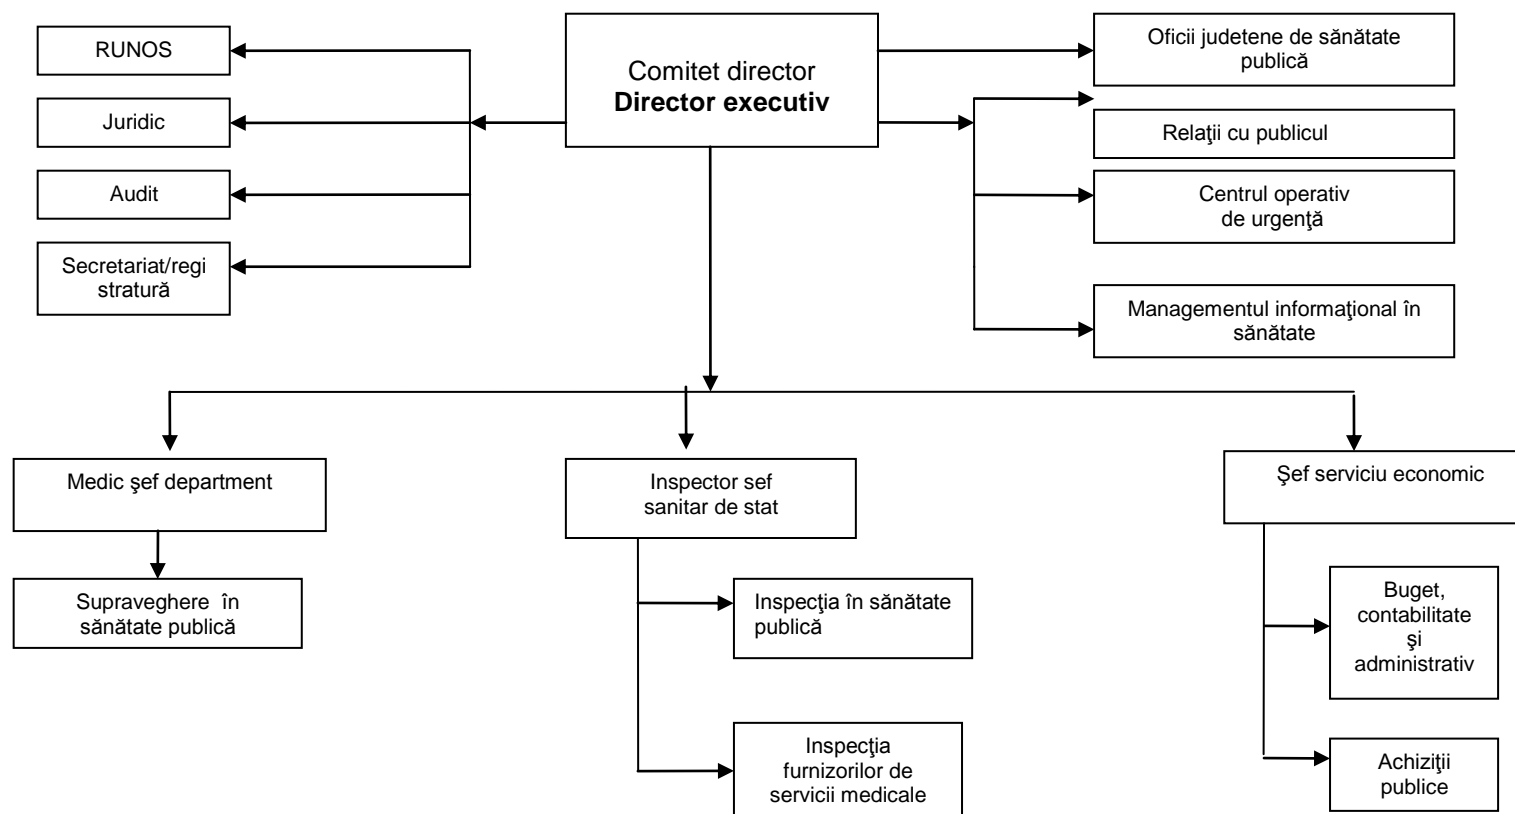 RUNOS
Juridic
Audit
Secretariat/regi
stratură
Comitet director
Director executiv
Oficii judetene de sănătate
publică
Relaţii cu publicul
Centrul operativ
de urgenţă
Managementul informaţional în
sănătate
Medic şef department
Supraveghere în
sănătate publică
Inspector sef
sanitar de stat
Inspecţia în sănătate
publică
Inspecţia
furnizorilor de
servicii medicale
Şef serviciu economic
Buget,
contabilitate
şi
administrativ
Achiziţii
publice